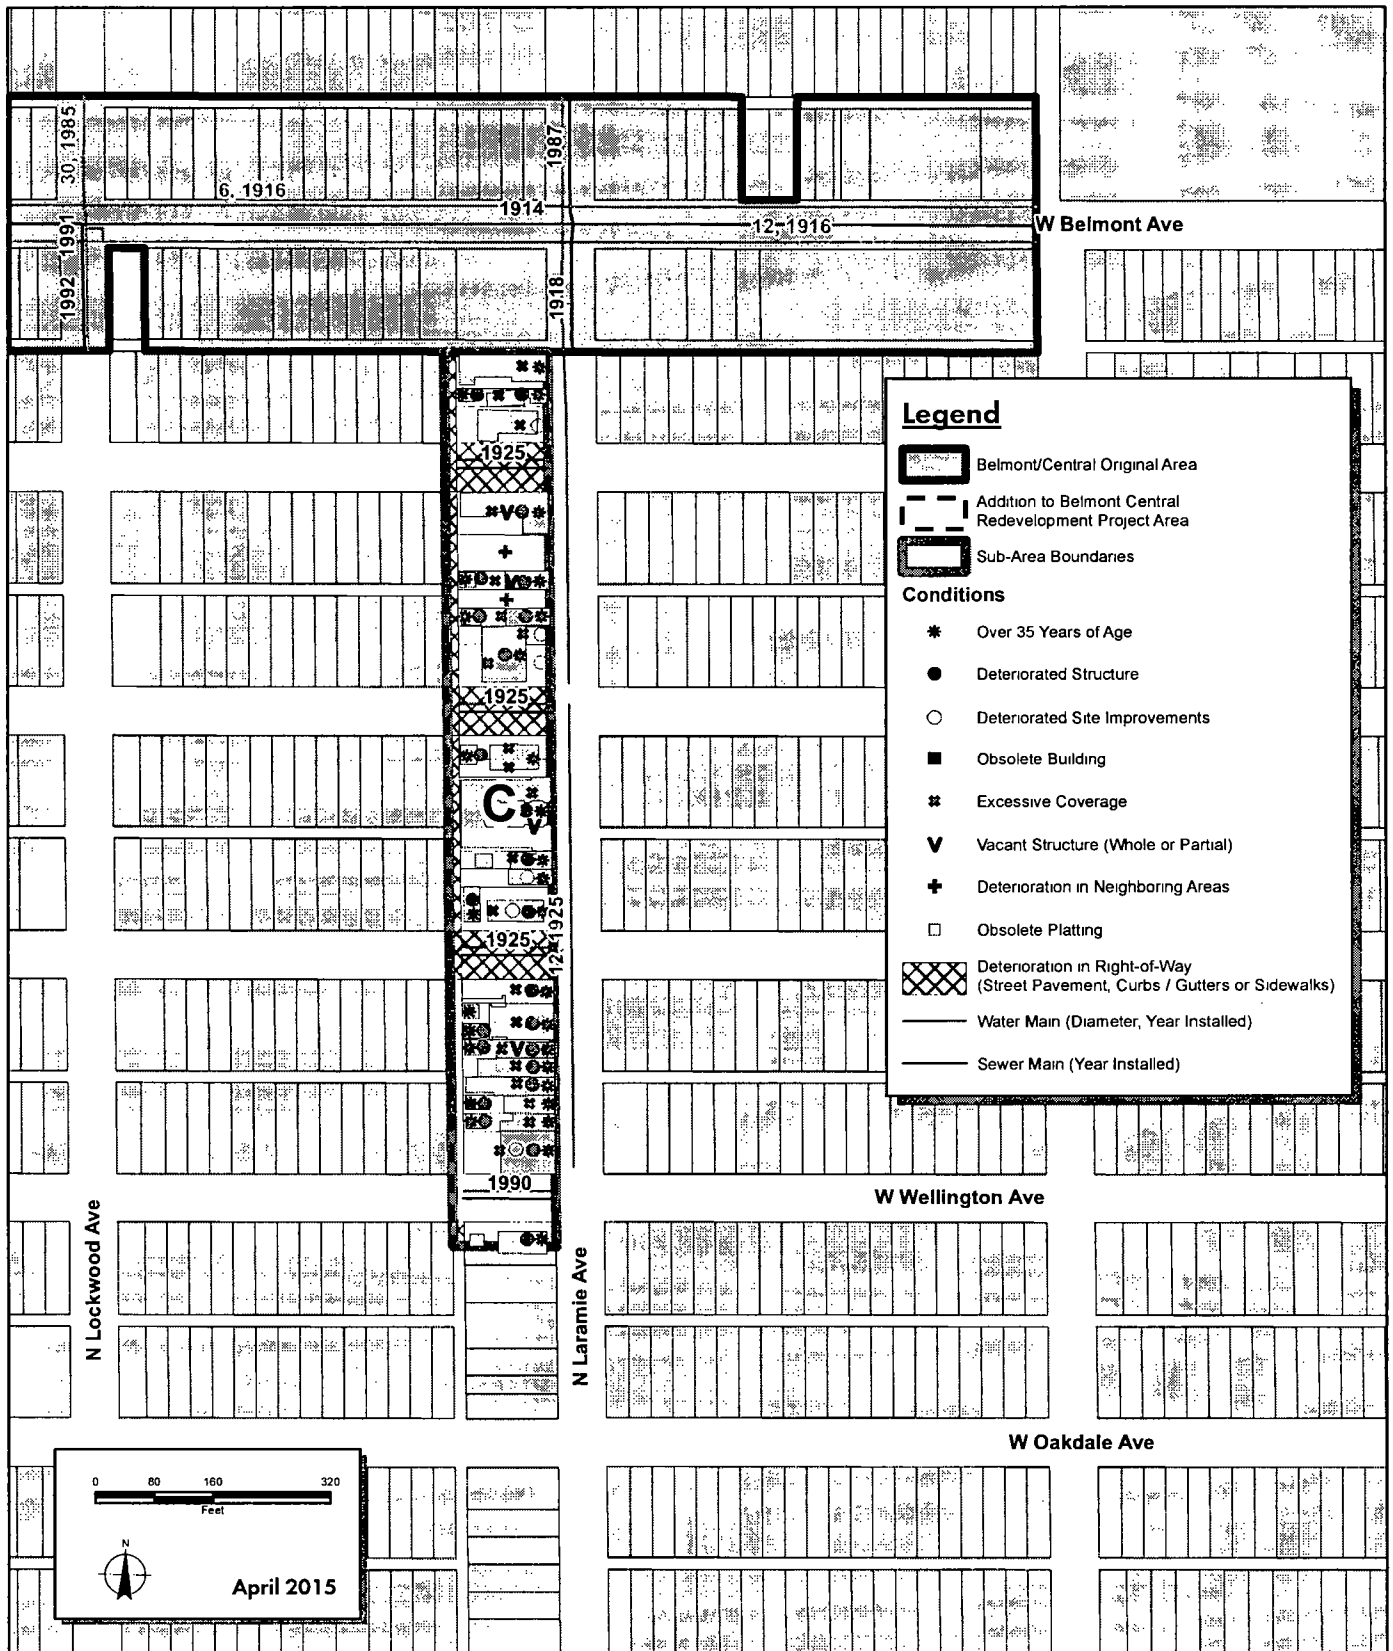 30, 1985
1987
6, 1916
1914
12, 1916
W Belmont Ave
1992, 1991
1918
1925
1925
C
V
12, 1925
1925
1990
W Wellington Ave
N Lockwood Ave
N Laramie Ave
W Oakdale Ave
Legend
Belmont/Central Original Area
Addition to Belmont Central
Redevelopment Project Area
Sub-Area Boundaries
Conditions
Over 35 Years of Age
Deteriorated Structure
Deteriorated Site Improvements
Obsolete Building
Excessive Coverage
V Vacant Structure (Whole or Partial)
Deterioration in Neighboring Areas
Obsolete Platting
Deterioration in Right-of-Way
(Street Pavement, Curbs / Gutters or Sidewalks)
Water Main (Diameter, Year Installed)
Sewer Main (Year Installed)
0 80 160 320
Feet
N
April 2015